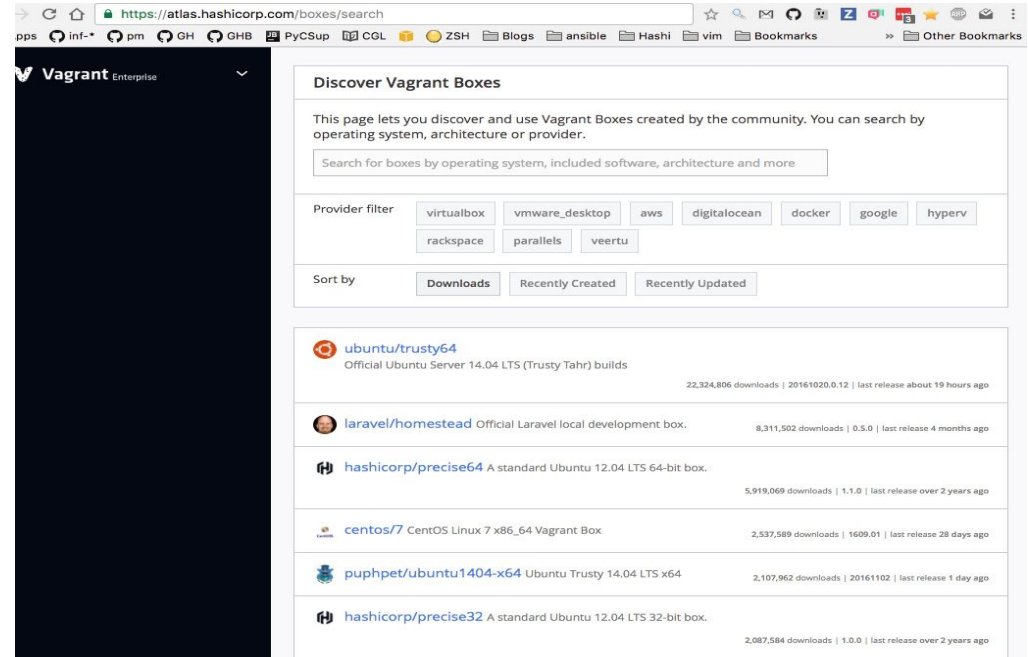 https://atlas.hashicorp.com/boxes/search
pps inf-* pm GH GHB PyCSup CGL ZSH Blogs ansible Hashi vim Bookmarks » Other Bookmarks
Vagrant Enterprise
Discover Vagrant Boxes
This page lets you discover and use Vagrant Boxes created by the community. You can search by
operating system, architecture or provider.
Search for boxes by operating system, included software, architecture and more
Provider filter virtualbox vmware_desktop aws digitalocean docker google hyperv
rackspace parallels veertu
Sort by Downloads Recently Created Recently Updated
ubuntu/trusty64
Official Ubuntu Server 14.04 LTS (Trusty Tahr) builds
22,324,806 downloads | 20161020.0.12 | last release about 19 hours ago
laravel/homestead Official Laravel local development box.
8,311,502 downloads | 0.5.0 | last release 4 months ago
hashicorp/precise64 A standard Ubuntu 12.04 LTS 64-bit box.
5,919,069 downloads | 1.1.0 | last release over 2 years ago
centos/7 CentOS Linux 7 x86_64 Vagrant Box
2,537,589 downloads | 1609.01 | last release 28 days ago
puphpet/ubuntu1404-x64 Ubuntu Trusty 14.04 LTS x64
2,107,962 downloads | 20161102 | last release 1 day ago
hashicorp/precise32 A standard Ubuntu 12.04 LTS 32-bit box.
2,087,584 downloads | 1.0.0 | last release over 2 years ago